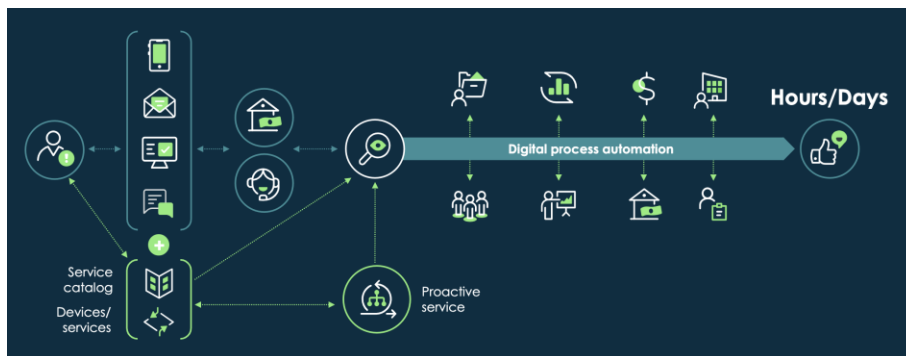 Hours/Days
Digital process automation
Service
catalog
Devices/
services
Proactive
service